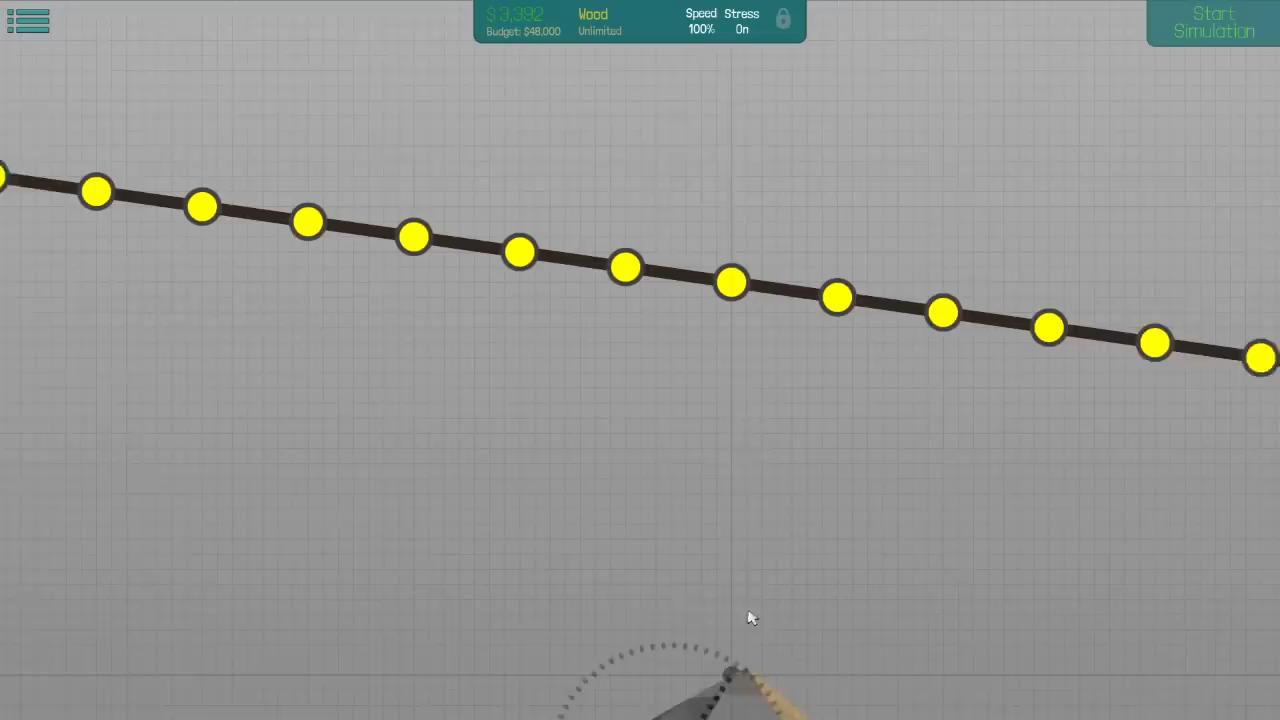 $ 3,392
Budget: $48,000
Wood
Unlimited
Speed
100%
Stress
On
Start
Simulation